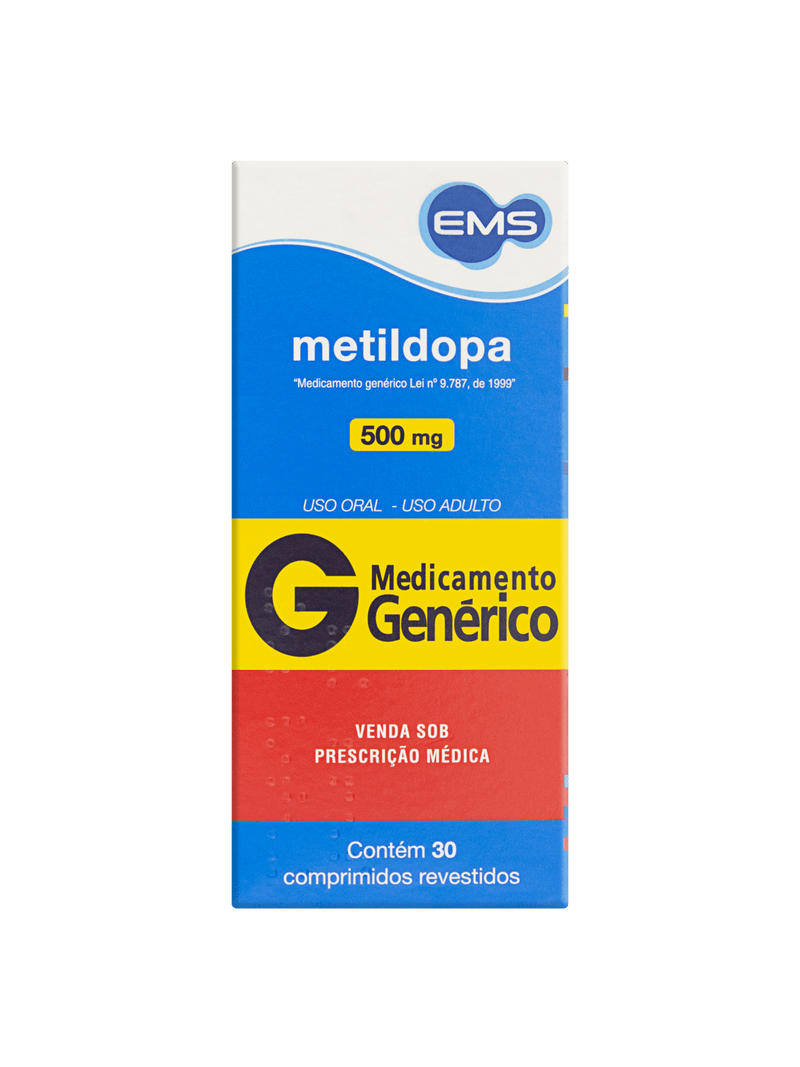 EMS
metildopa
“Medicamento genérico Lei nº 9.787, de 1999”
500 mg
USO ORAL - USO ADULTO
G Medicamento
Genérico
VENDA SOB
PRESCRIÇÃO MÉDICA
Contém 30
comprimidos revestidos